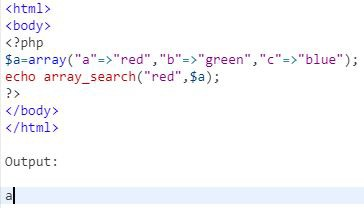 <html>
<body>
<?php
$a=array("a"=>"red","b"=>"green","c"=>"blue");
echo array_search("red",$a);
?>
</body>
</html>
Output:
a